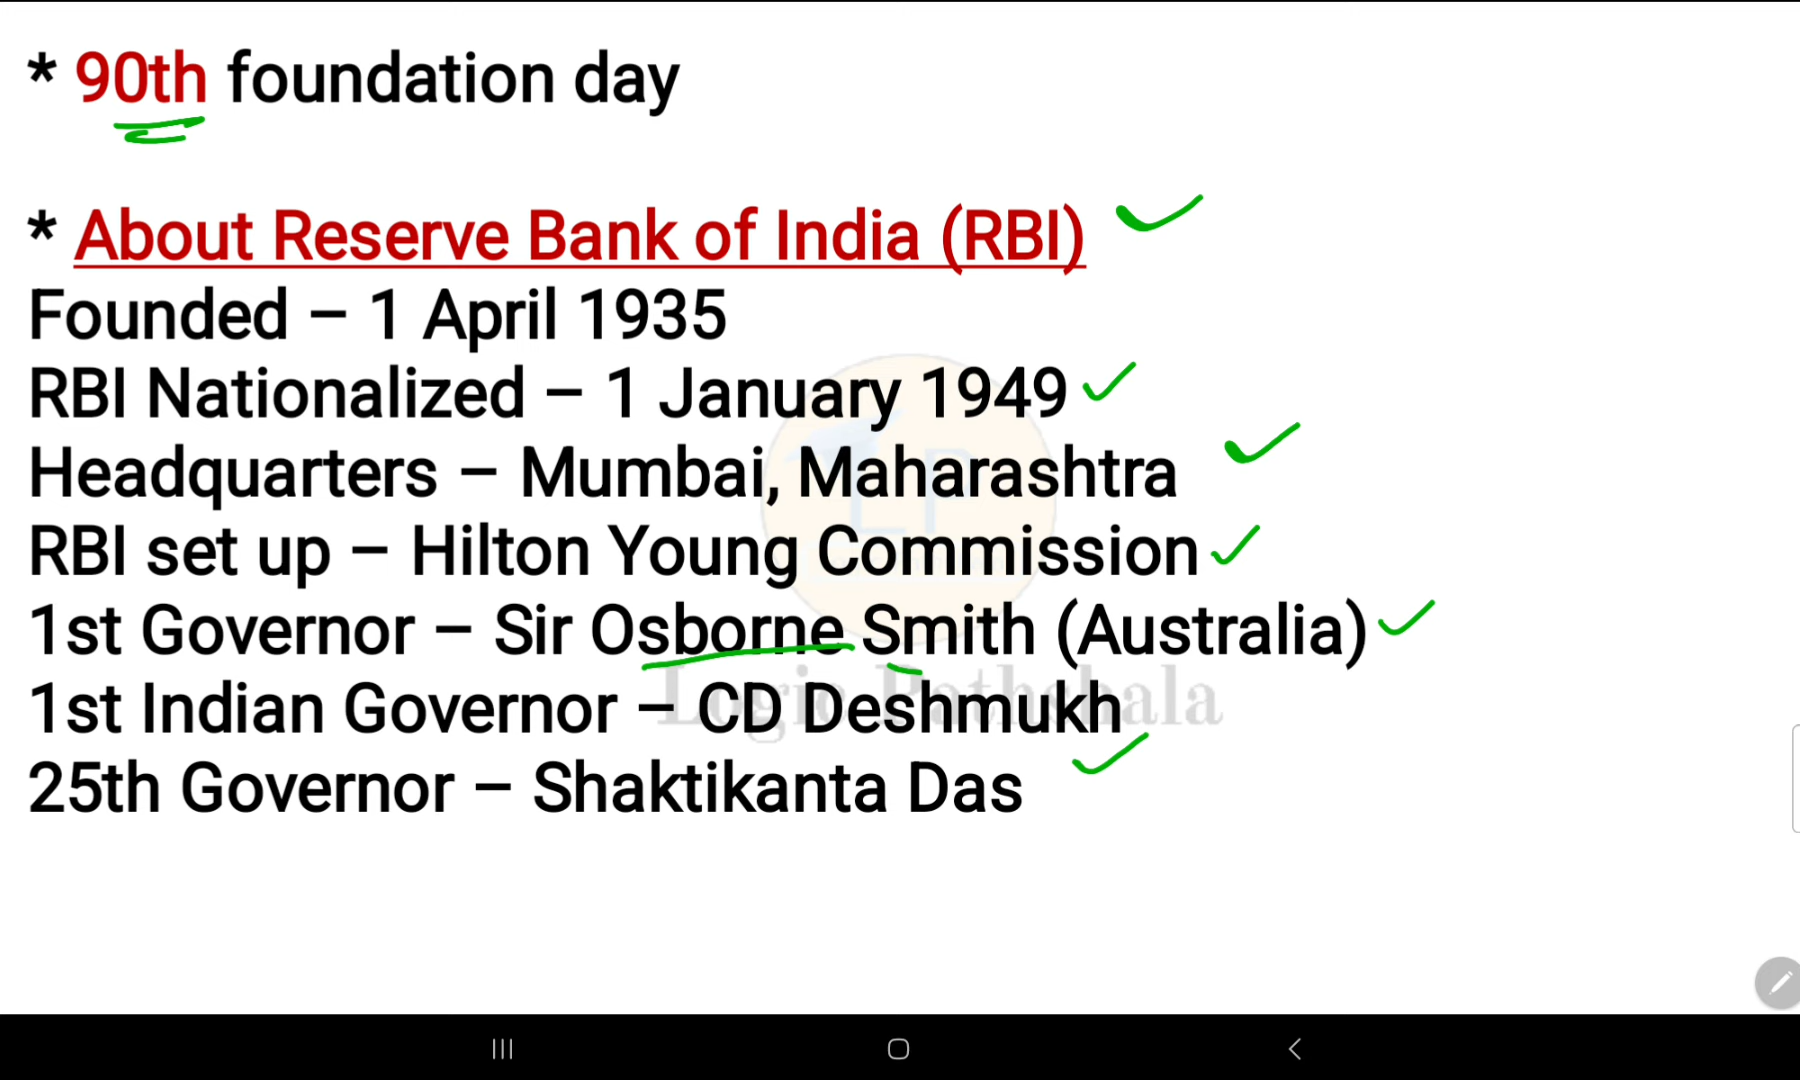 * 90th foundation day
* About Reserve Bank of India (RBI)
Founded – 1 April 1935
RBI Nationalized – 1 January 1949
Headquarters – Mumbai, Maharashtra
RBI set up – Hilton Young Commission
1st Governor – Sir Osborne Smith (Australia)
Logic Pathshala
1st Indian Governor – CD Deshmukh
25th Governor – Shaktikanta Das